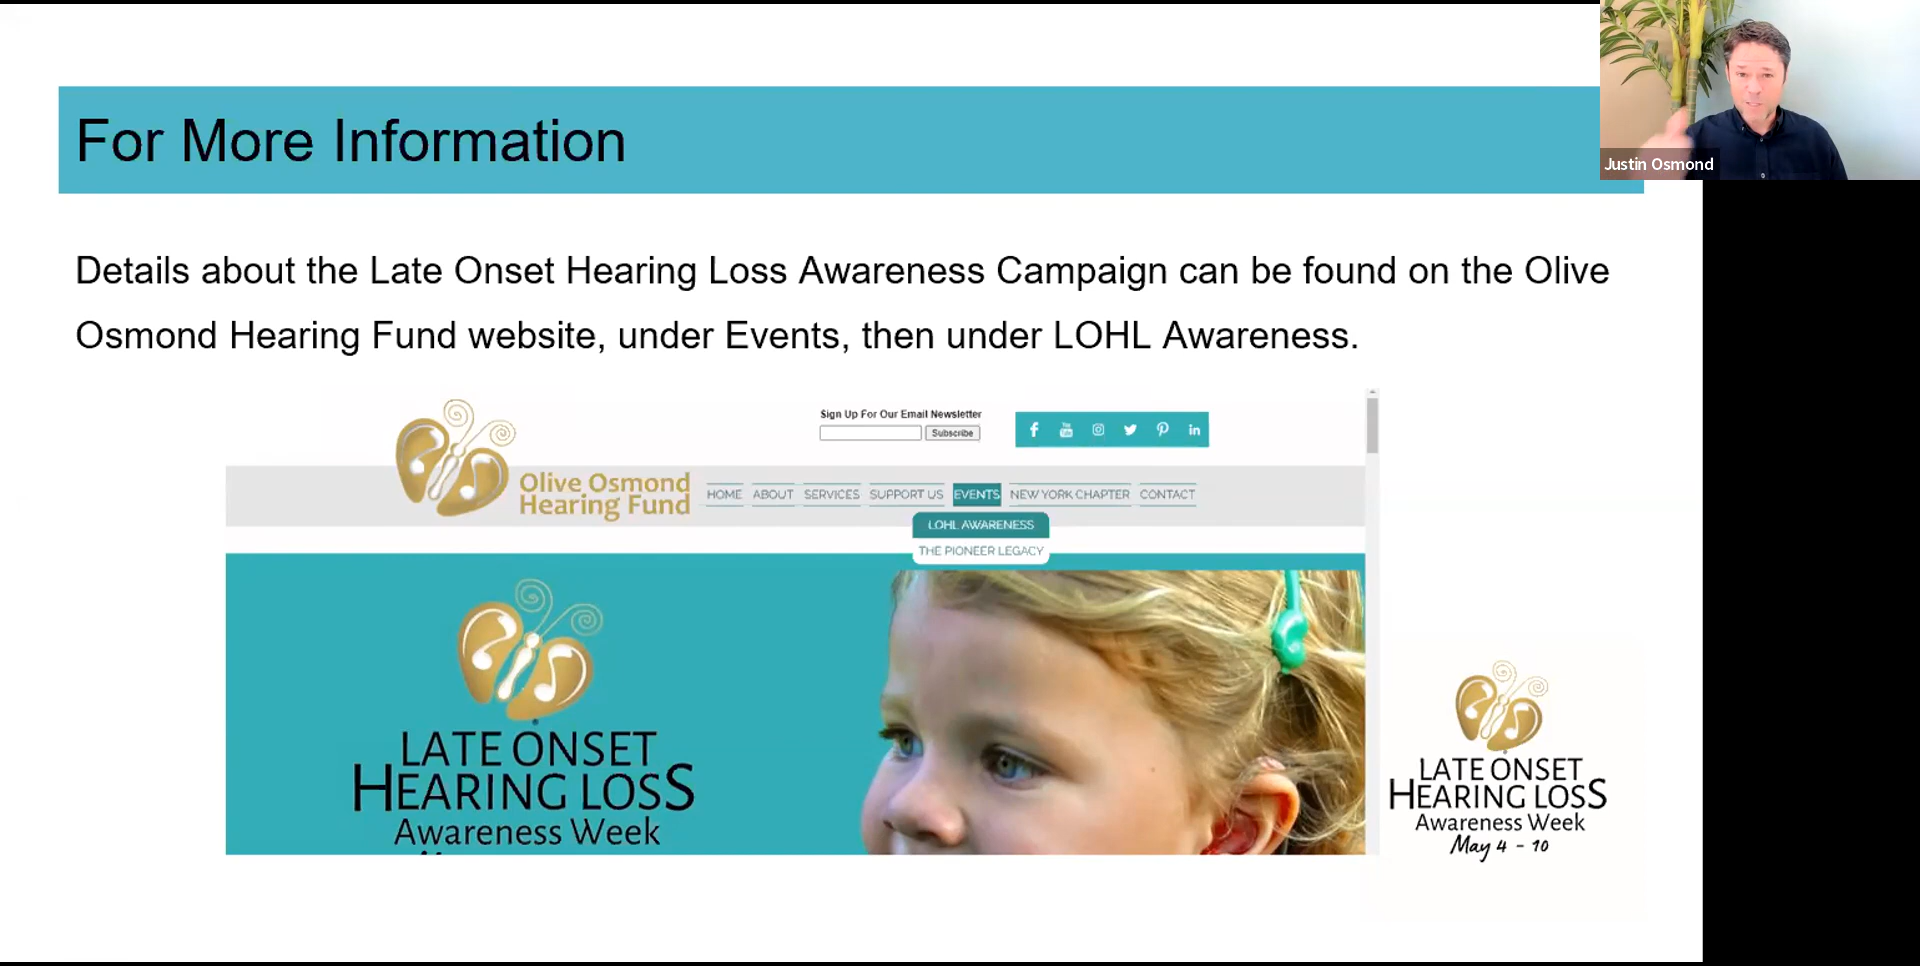 For More Information
Justin Osmond
Details about the Late Onset Hearing Loss Awareness Campaign can be found on the Olive
Osmond Hearing Fund website, under Events, then under LOHL Awareness.
Sign Up For Our Email Newsletter
Subscribe
Olive Osmond
Hearing Fund
HOME ABOUT SERVICES SUPPORT US EVENTS NEW YORK CHAPTER CONTACT
LOHL AWARENESS
THE PIONEER LEGACY
LATE ONSET
HEARING LOSS
Awareness Week
LATE ONSET
HEARING LOSS
Awareness Week
May 4 - 10